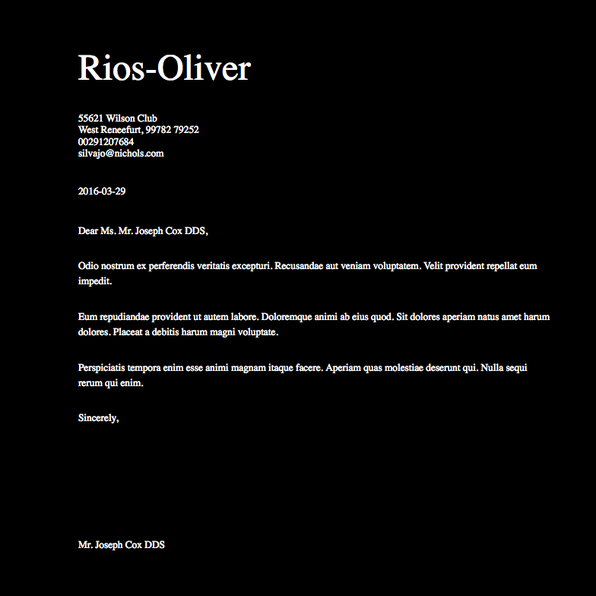 Rios-Oliver
55621 Wilson Club
West Reneefurt, 99782 79252
00291207684
silvajo@nichols.com
2016-03-29
Dear Ms. Mr. Joseph Cox DDS,
Odio nostrum ex perferendis veritatis excepturi. Recusandae aut veniam voluptatem. Velit provident repellat eum
impedit.
Eum repudiandae provident ut autem labore. Doloremque animi ab eius quod. Sit dolores aperiam natus amet harum
dolores. Placeat a debitis harum magni voluptate.
Perspiciatis tempora enim esse animi magnam itaque facere. Aperiam quas molestiae deserunt qui. Nulla sequi
rerum qui enim.
Sincerely,
Mr. Joseph Cox DDS